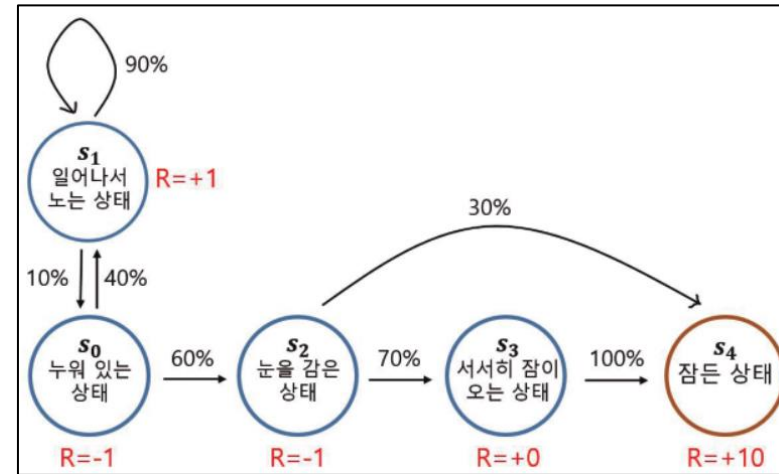 90%
s₁
일어나서
노는 상태
R=+1
30%
10%
40%
s₀
누워 있는
상태
60%
s₂
눈을 감은
상태
70%
s₃
서서히 잠이
오는 상태
100%
s₄
잠든 상태
R=-1
R=-1
R=+0
R=+10